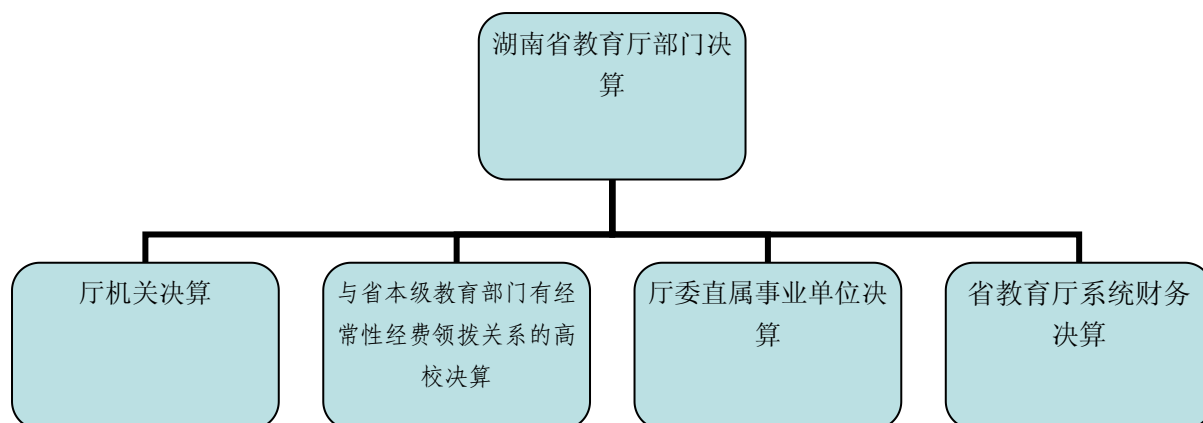 湖南省教育厅部门决
算
厅机关决算
与省本级教育部门有经
常性经费领拨关系的高
校决算
厅委直属事业单位决
算
省教育厅系统财务
决算